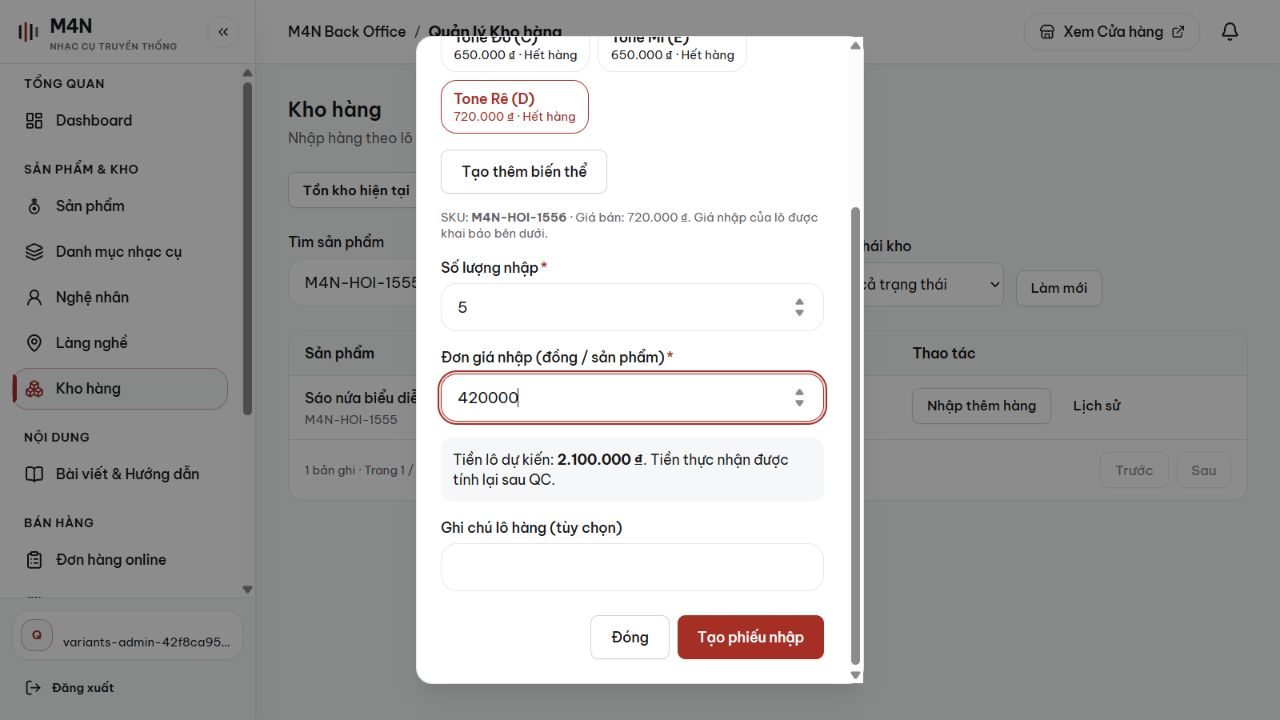 M4N
NHẠC CỤ TRUYỀN THỐNG
TỔNG QUAN
Dashboard
SẢN PHẨM & KHO
Sản phẩm
Danh mục nhạc cụ
Nghệ nhân
Làng nghề
Kho hàng
NỘI DUNG
Bài viết & Hướng dẫn
BÁN HÀNG
Đơn hàng online
Q
variants-admin-42f8ca95...
Đăng xuất
M4N Back Office / Quản lý Kho hàng
Xem Cửa hàng
Kho hàng
Nhập hàng theo lô
Tồn kho hiện tại
Tìm sản phẩm
M4N-HOI-1555
trạng thái
Làm mới
Sản phẩm
Thao tác
Sáo nứa biểu
M4N-HOI-1555
Nhập thêm hàng
Lịch sử
1 bản ghi · Trang 1 /
Trước
Sau
Tone Đô (C)
650.000 ₫ · Hết hàng
Tone Mi (E)
650.000 ₫ · Hết hàng
Tone Rê (D)
720.000 ₫ · Hết hàng
Tạo thêm biến thể
SKU: M4N-HOI-1556 · Giá bán: 720.000 ₫. Giá nhập của lô được
khai báo bên dưới.
Số lượng nhập *
5
Đơn giá nhập (đồng / sản phẩm) *
420000
Tiền lô dự kiến: 2.100.000 ₫. Tiền thực nhận được
tính lại sau QC.
Ghi chú lô hàng (tùy chọn)
Đóng
Tạo phiếu nhập